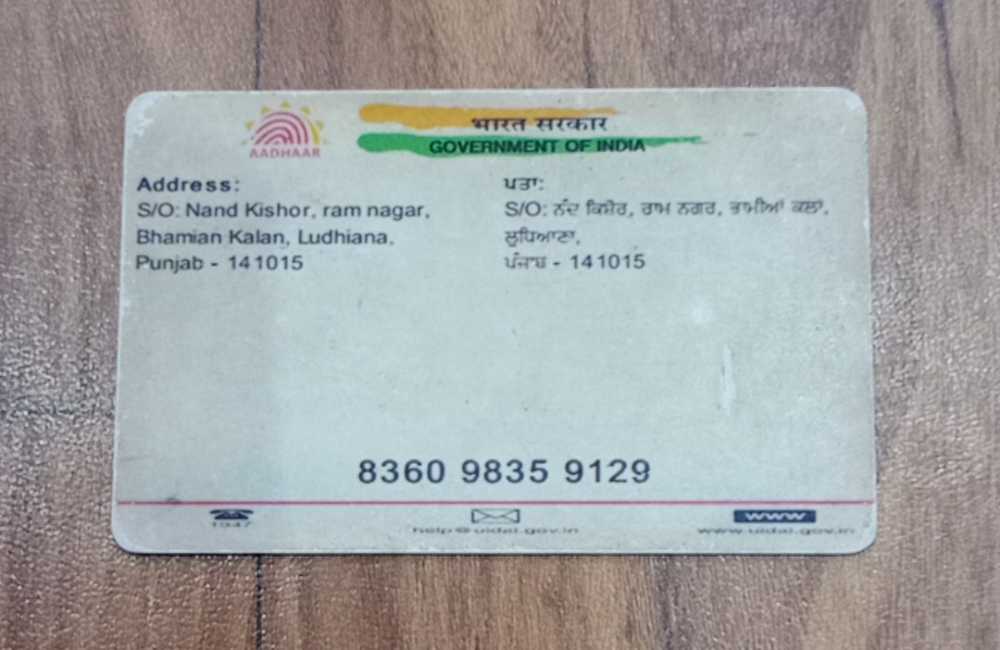 AADHAAR
भारत सरकार
GOVERNMENT OF INDIA
Address:
S/O: Nand Kishor, ram nagar,
Bhamian Kalan, Ludhiana,
Punjab - 141015
ਪਤਾ:
S/O: ਨੰਦ ਕਿਸ਼ੋਰ, ਰਾਮ ਨਗਰ, ਭਾਮੀਆਂ ਕਲਾਂ,
ਲੁਧਿਆਣਾ,
ਪੰਜਾਬ - 141015
8360 9835 9129
1947
help@uidai.gov.in
www
www.uidai.gov.in